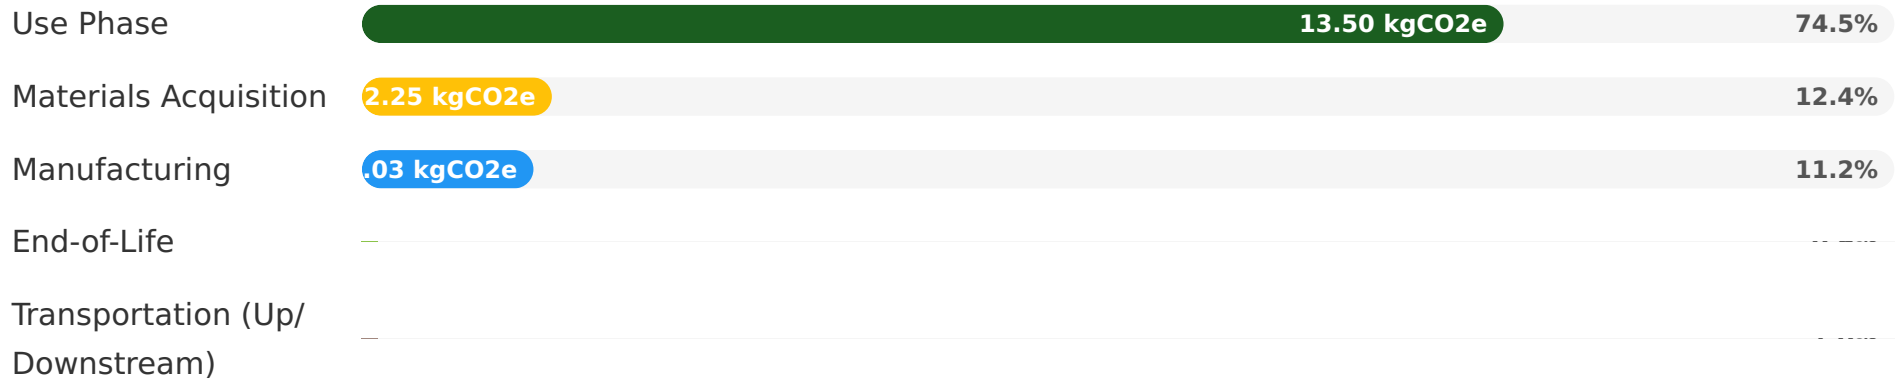 Use Phase 13.50 kgCO2e 74.5%
Materials Acquisition 2.25 kgCO2e 12.4%
Manufacturing .03 kgCO2e 11.2%
End-of-Life
Transportation (Up/
Downstream)